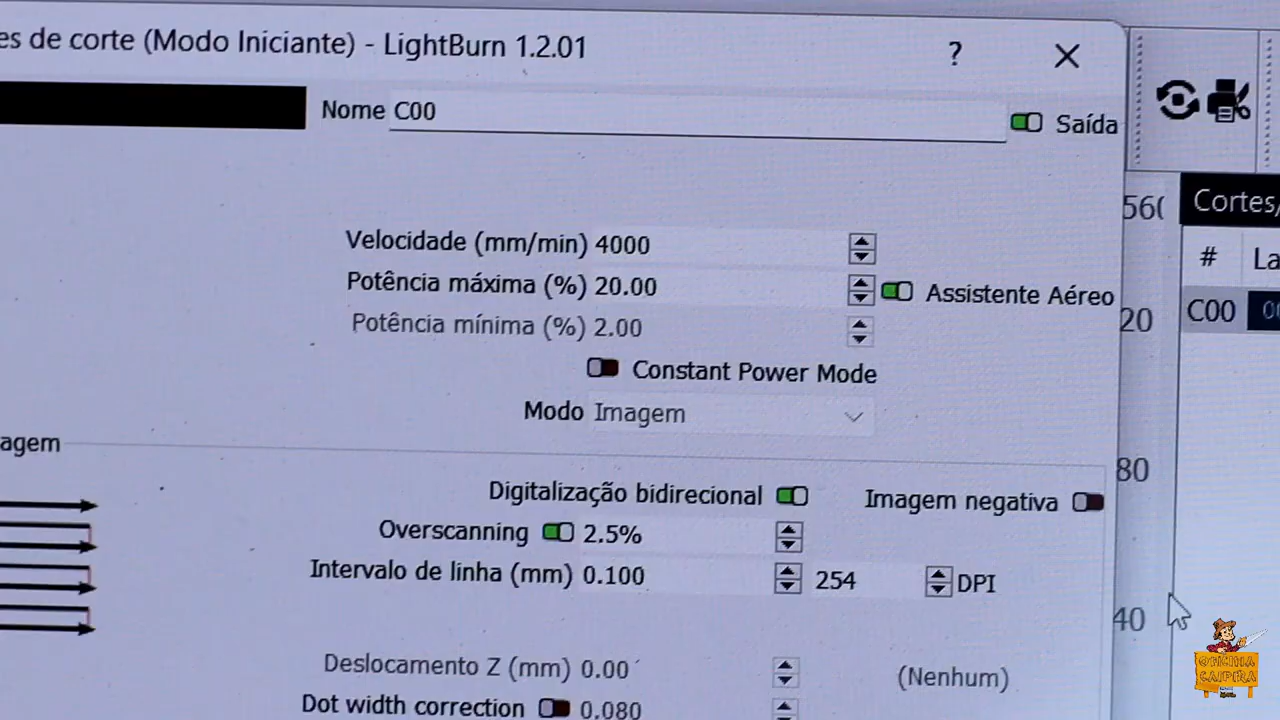 es de corte (Modo Iniciante) - LightBurn 1.2.01
?
Nome C00
Saída
Cortes/
560
Velocidade (mm/min) 4000
# La
Potência máxima (%) 20.00
Assistente Aéreo
C00
20
Potência mínima (%) 2.00
Constant Power Mode
Modo Imagem
agem
80
Digitalização bidirecional
Imagem negativa
Overscanning 2.5%
Intervalo de linha (mm) 0.100
254 DPI
40
Deslocamento Z (mm) 0.00
(Nenhum)
Dot width correction 0.080
OFICINA
CAIPIRA